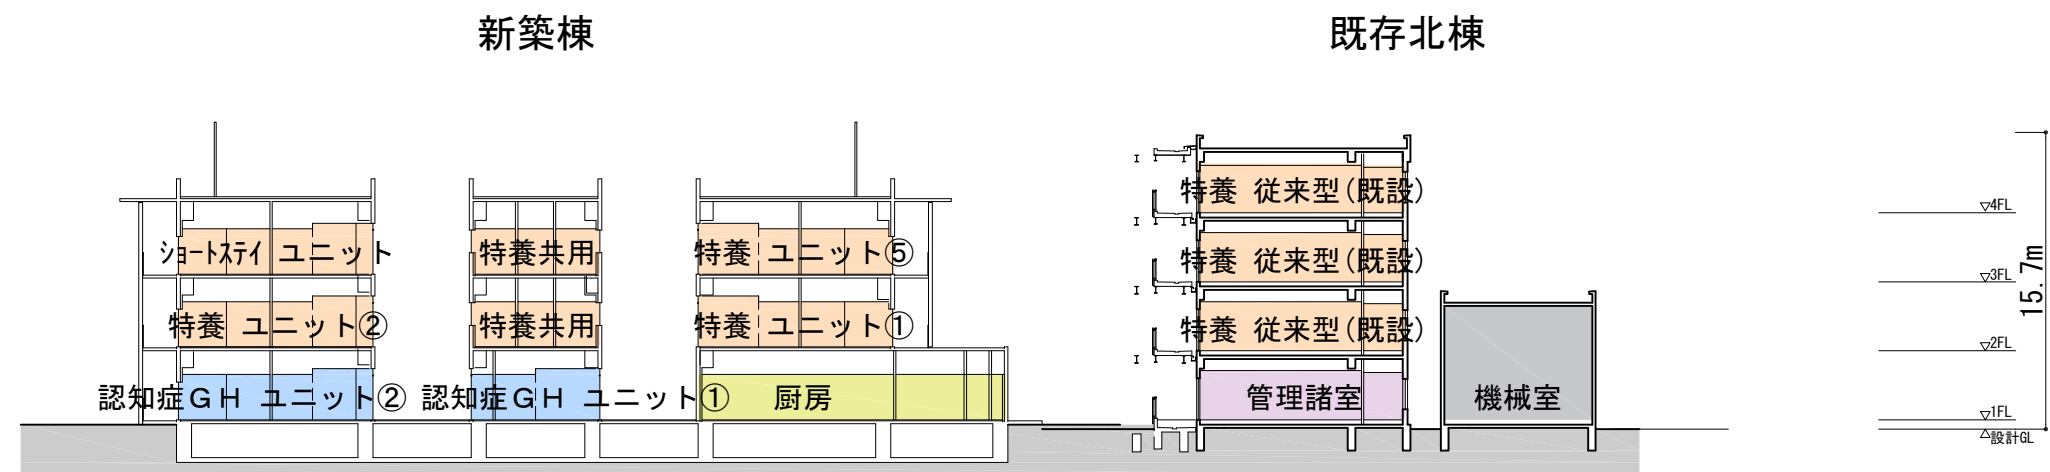 新築棟
既存北棟
特養 従来型(既設)
▽4FL
ショートステイ ユニット
特養共用
特養 ユニット⑤
特養 従来型(既設)
▽3FL
15.7m
特養 ユニット②
特養共用
特養 ユニット①
特養 従来型(既設)
▽2FL
認知症GH ユニット②
認知症GH ユニット①
厨房
管理諸室
機械室
▽1FL
△設計GL